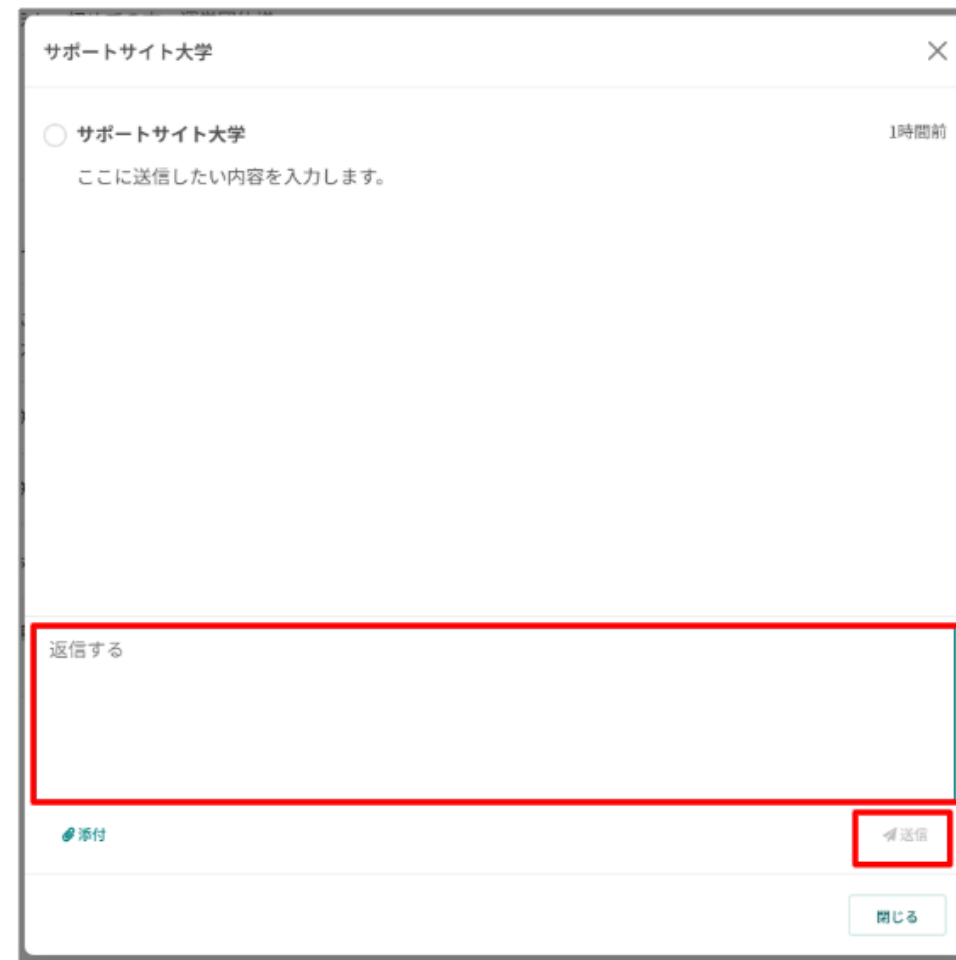 サポートサイト大学
サポートサイト大学
1時間前
ここに送信したい内容を入力します。
返信する
添付
送信
閉じる